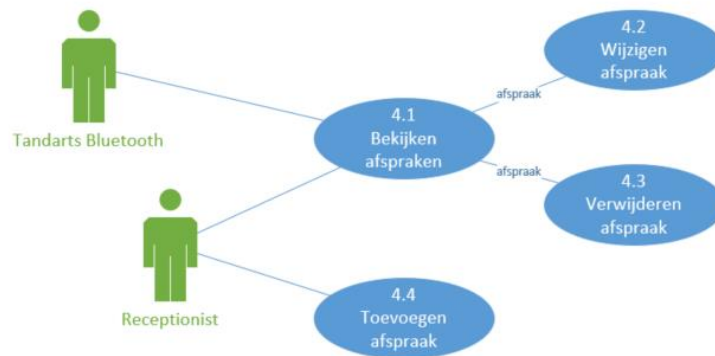 4.2
Wijzigen
afspraak
afspraak
4.1
Bekijken
afspraken
Tandarts Bluetooth
afspraak
4.3
Verwijderen
afspraak
4.4
Toevoegen
afspraak
Receptionist